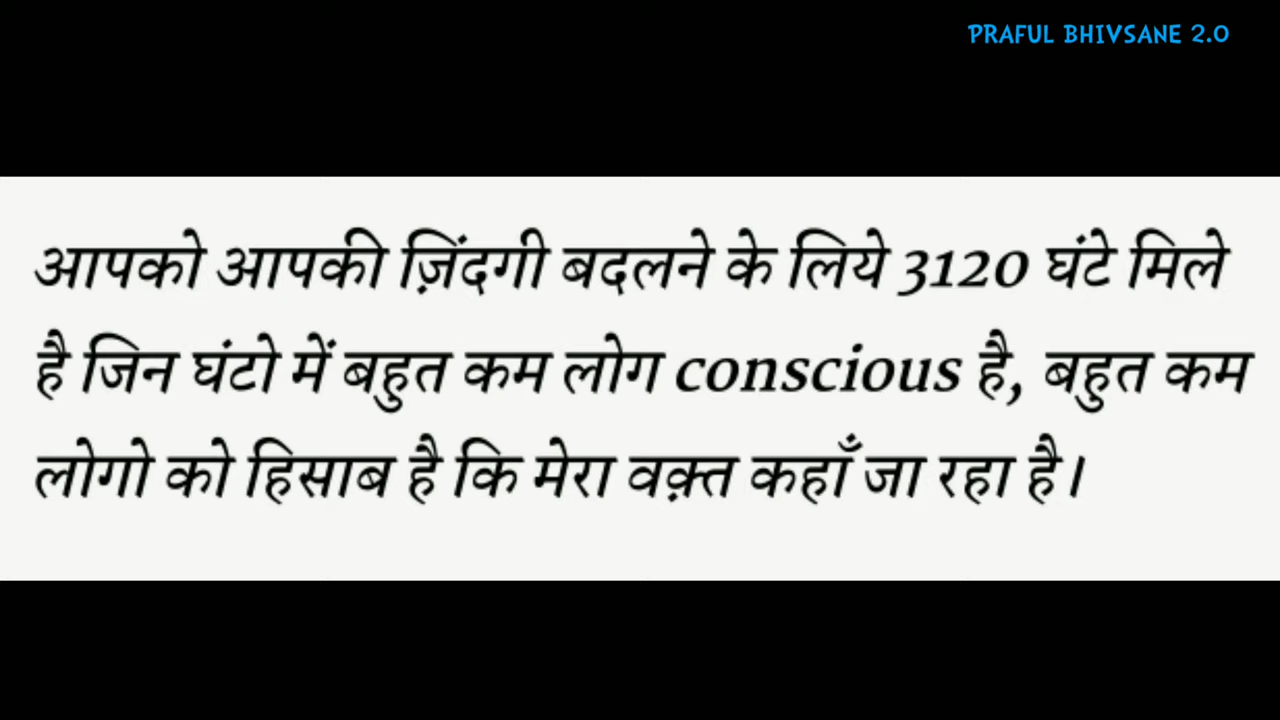 PRAFUL BHIVSANE 2.0
आपको आपकी ज़िंदगी बदलने के लिये 3120 घंटे मिले
है जिन घंटो में बहुत कम लोग conscious है, बहुत कम
लोगो को हिसाब है कि मेरा वक़्त कहाँ जा रहा है।